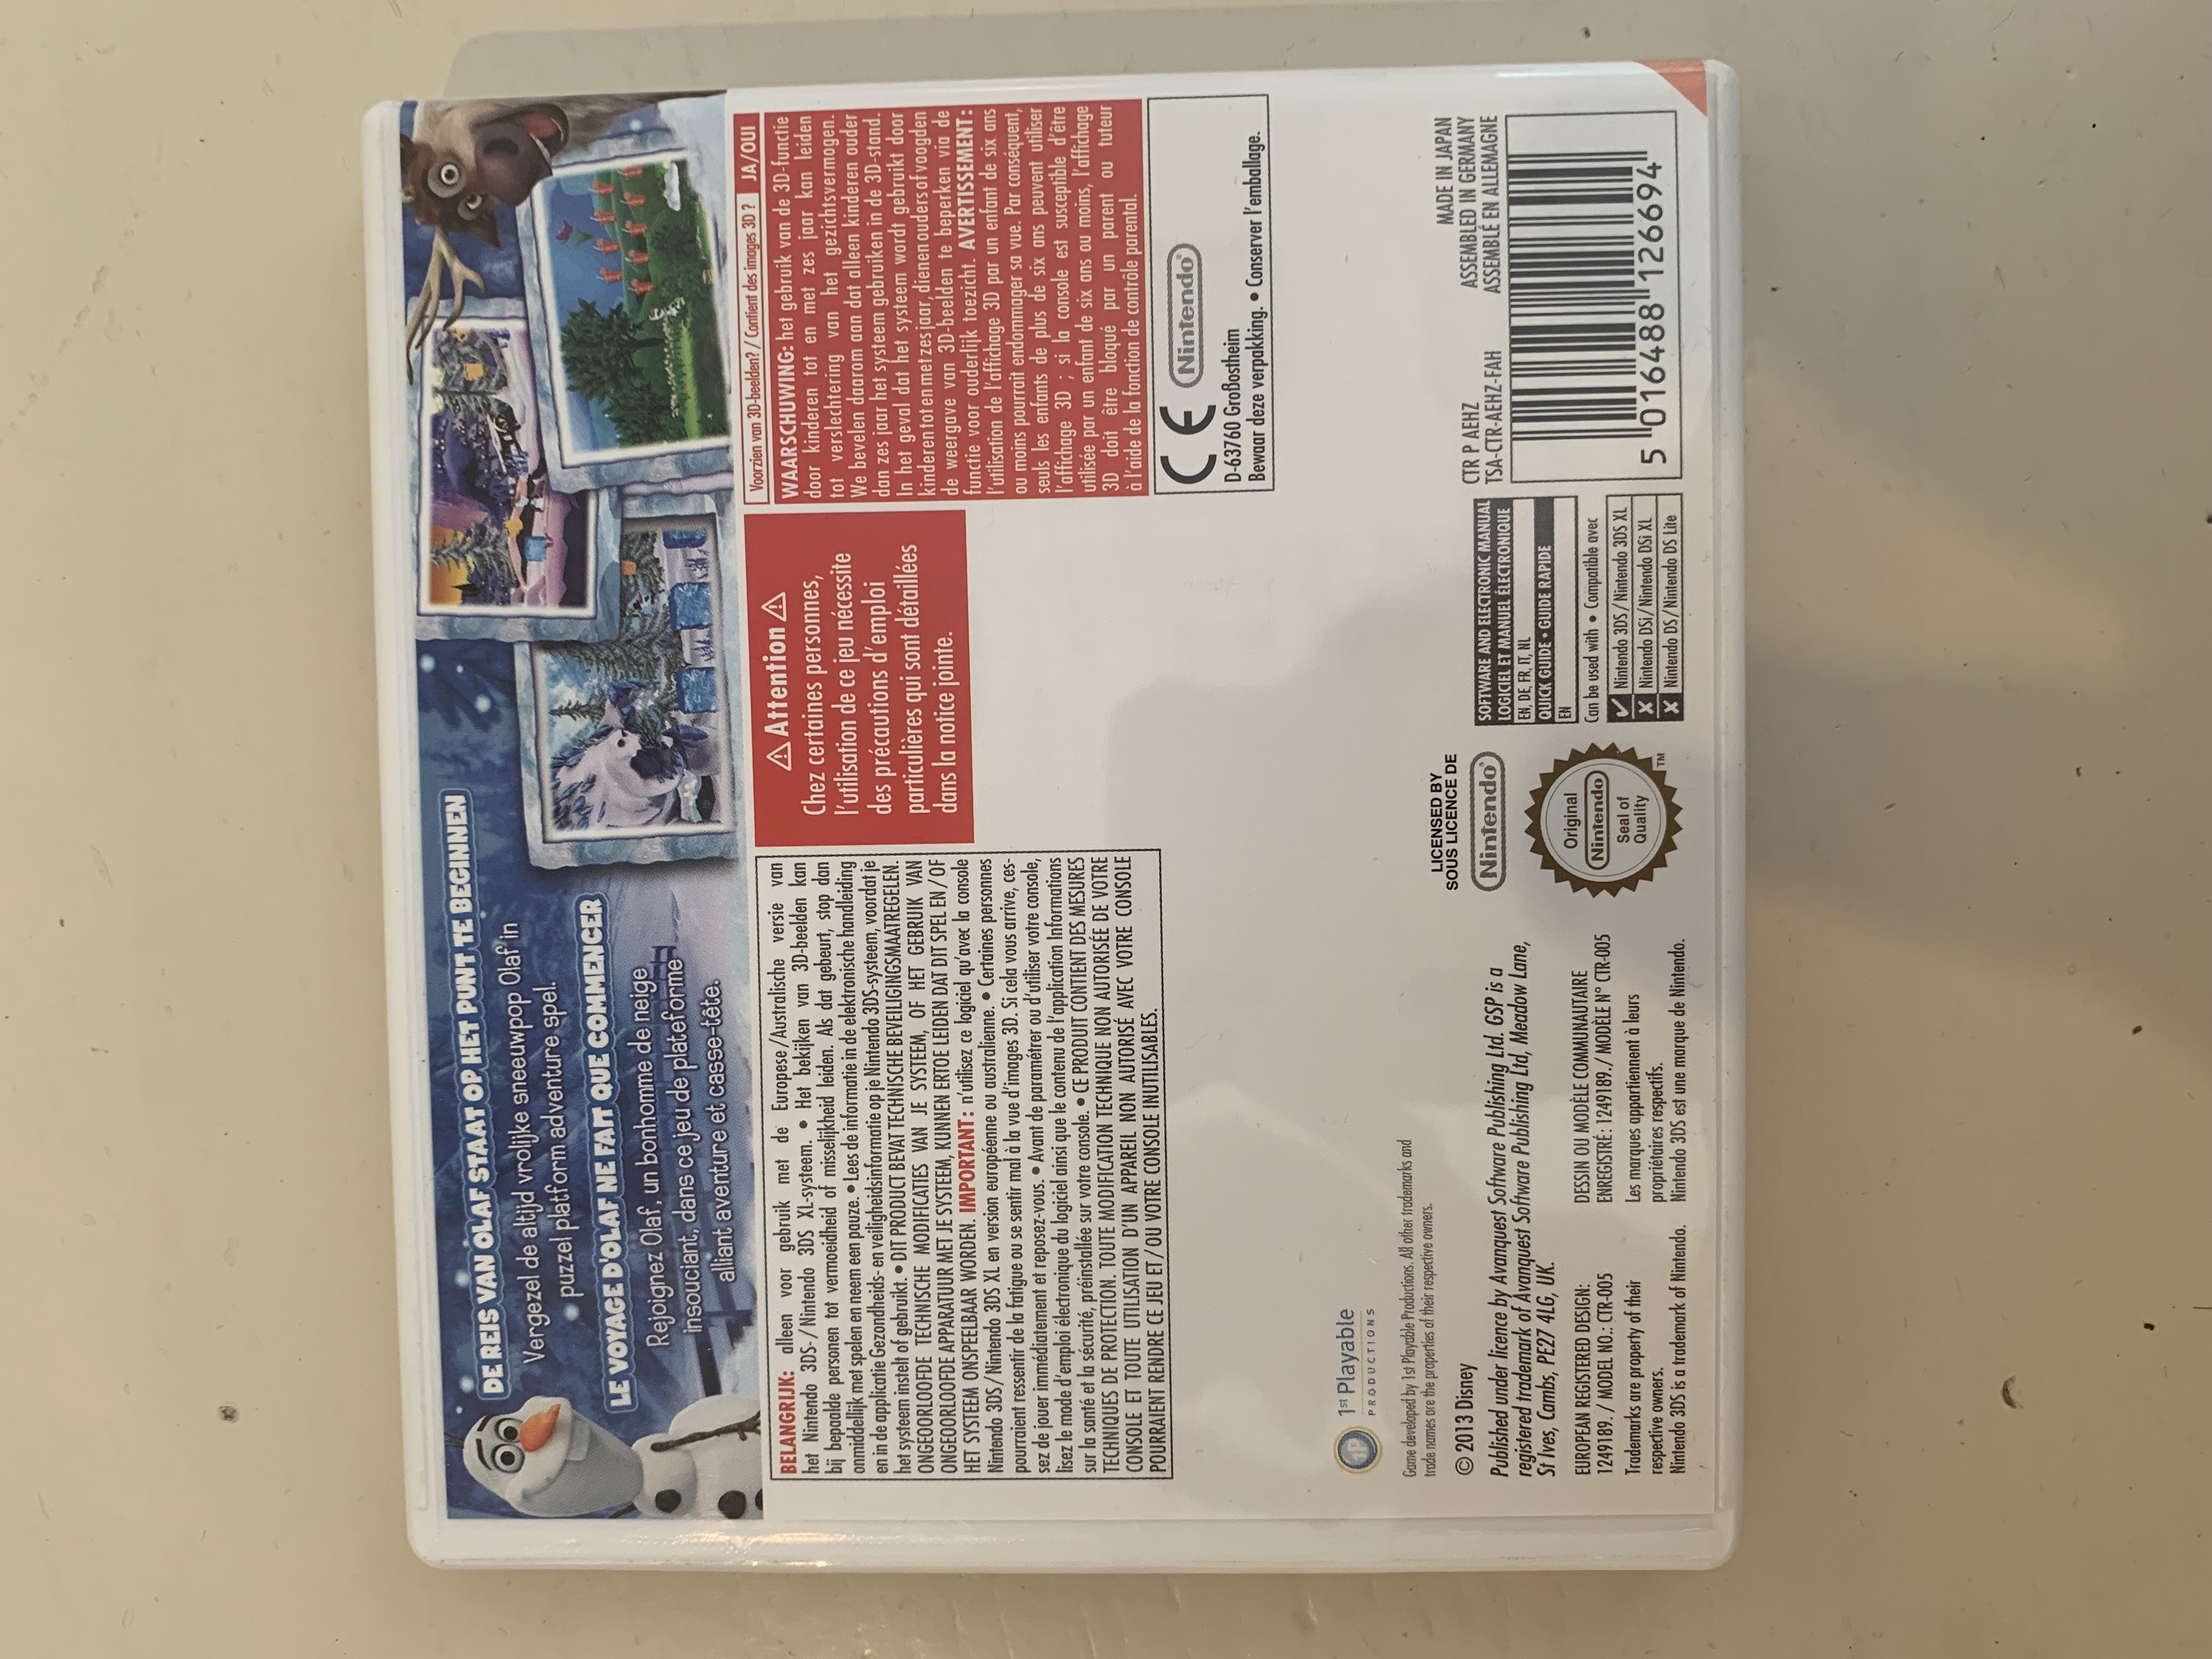 DE REIS VAN OLAF STAAT OP HET PUNT TE BEGINNEN
Vergezel de altijd vrolijke sneeuwpop Olaf in
puzzel platform adventure spel.
LE VOYAGE D'OLAF NE FAIT QUE COMMENCER
Rejoignez Olaf, un bonhomme de neige
insouciant, dans ce jeu de plateforme
alliant aventure et casse-tête.
BELANGRIJK: alleen voor gebruik met de Europese/Australische versie van
het Nintendo 3DS-/Nintendo 3DS XL-systeem. • Het bekijken van 3D-beelden kan
bij bepaalde personen tot vermoeidheid of misselijkheid leiden. Als dat gebeurt, stop dan
onmiddellijk met spelen en neem een pauze. • Lees de informatie in de elektronische handleiding
en in de applicatie Gezondheids- en veiligheidsinformatie op je Nintendo 3DS-systeem, voordat je
het systeem instelt of gebruikt. • DIT PRODUCT BEVAT TECHNISCHE BEVEILIGINGSMAATREGELEN.
ONGEOORLOOFDE TECHNISCHE MODIFICATIES VAN JE SYSTEEM, OF HET GEBRUIK VAN
ONGEOORLOOFDE APPARATUUR MET JE SYSTEEM, KUNNEN ERTOE LEIDEN DAT DIT SPEL EN/OF
HET SYSTEEM ONSPEELBAAR WORDEN. IMPORTANT: n'utilisez ce logiciel qu'avec la console
Nintendo 3DS/Nintendo 3DS XL en version européenne ou australienne. • Certaines personnes
pourraient ressentir de la fatigue ou se sentir mal à la vue d'images 3D. Si cela vous arrive, ces-
sez de jouer immédiatement et reposez-vous. • Avant de paramétrer ou d'utiliser votre console,
lisez le mode d'emploi électronique du logiciel ainsi que le contenu de l'application Informations
sur la santé et la sécurité, préinstallée sur votre console. • CE PRODUIT CONTIENT DES MESURES
TECHNIQUES DE PROTECTION. TOUTE MODIFICATION TECHNIQUE NON AUTORISÉE DE VOTRE
CONSOLE ET TOUTE UTILISATION D'UN APPAREIL NON AUTORISÉ AVEC VOTRE CONSOLE
POURRAIENT RENDRE CE JEU ET/OU VOTRE CONSOLE INUTILISABLES.
⚠ Attention ⚠
Chez certaines personnes,
l'utilisation de ce jeu nécessite
des précautions d'emploi
particulières qui sont détaillées
dans la notice jointe.
Voorzien van 3D-beelden? / Contient des images 3D ? JA/OUI
WAARSCHUWING: het gebruik van de 3D-functie
door kinderen tot en met zes jaar kan leiden
tot verslechtering van het gezichtsvermogen.
We bevelen daarom aan dat alleen kinderen ouder
dan zes jaar het systeem gebruiken in de 3D-stand.
In het geval dat het systeem wordt gebruikt door
kinderen tot en met zes jaar, dienen ouders of voogden
de weergave van 3D-beelden te beperken via de
functie voor ouderlijk toezicht. AVERTISSEMENT:
l'utilisation de l'affichage 3D par un enfant de six ans
ou moins pourrait endommager sa vue. Par conséquent,
seuls les enfants de plus de six ans peuvent utiliser
l'affichage 3D ; si la console est susceptible d'être
utilisée par un enfant de six ans ou moins, l'affichage
3D doit être bloqué par un parent ou tuteur
à l'aide de la fonction de contrôle parental.
CE Nintendo®
D-63760 Großostheim
Bewaar deze verpakking. • Conserver l'emballage.
1P 1st Playable
PRODUCTIONS
Game developed by 1st Playable Productions. All other trademarks and
trade names are the properties of their respective owners.
© 2013 Disney
Published under licence by Avanquest Software Publishing Ltd. GSP is a
registered trademark of Avanquest Software Publishing Ltd, Meadow Lane,
St Ives, Cambs, PE27 4LG, UK.
EUROPEAN REGISTERED DESIGN:
1249189. / MODEL NO.: CTR-005
Trademarks are property of their
respective owners.
Nintendo 3DS is a trademark of Nintendo.
DESSIN OU MODÈLE COMMUNAUTAIRE
ENREGISTRÉ: 1249189./ MODÈLE N° CTR-005
Les marques appartiennent à leurs
propriétaires respectifs.
Nintendo 3DS est une marque de Nintendo.
LICENSED BY
SOUS LICENCE DE
Nintendo®
Original
Nintendo
Seal of
Quality
TM
SOFTWARE AND ELECTRONIC MANUAL
LOGICIEL ET MANUEL ÉLECTRONIQUE
EN, DE, FR, IT, NL
QUICK GUIDE • GUIDE RAPIDE
EN
Can be used with • Compatible avec
✓ Nintendo 3DS/Nintendo 3DS XL
✗ Nintendo DSi/Nintendo DSi XL
✗ Nintendo DS/Nintendo DS Lite
CTR P AEHZ
TSA-CTR-AEHZ-FAH
MADE IN JAPAN
ASSEMBLED IN GERMANY
ASSEMBLÉ EN ALLEMAGNE
5 016488 126694